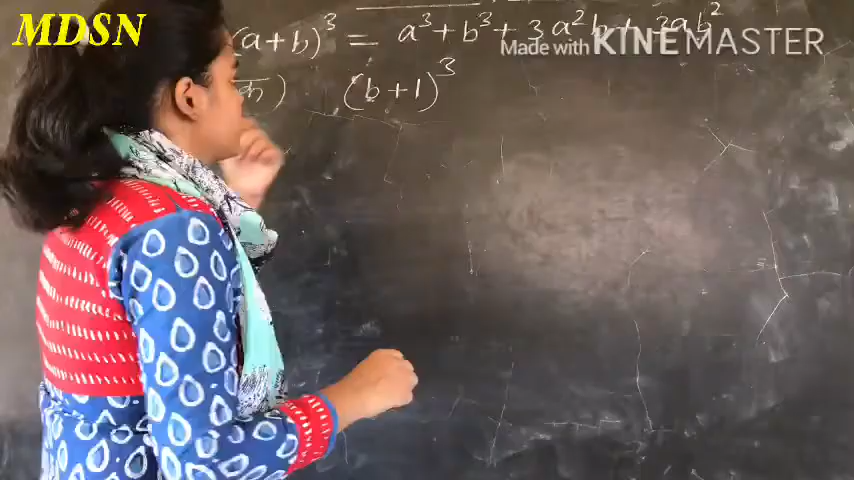 MDSN
(a+b)³ = a³+b³+3a²b+3ab²
Made with KINEMASTER
(b+1)³